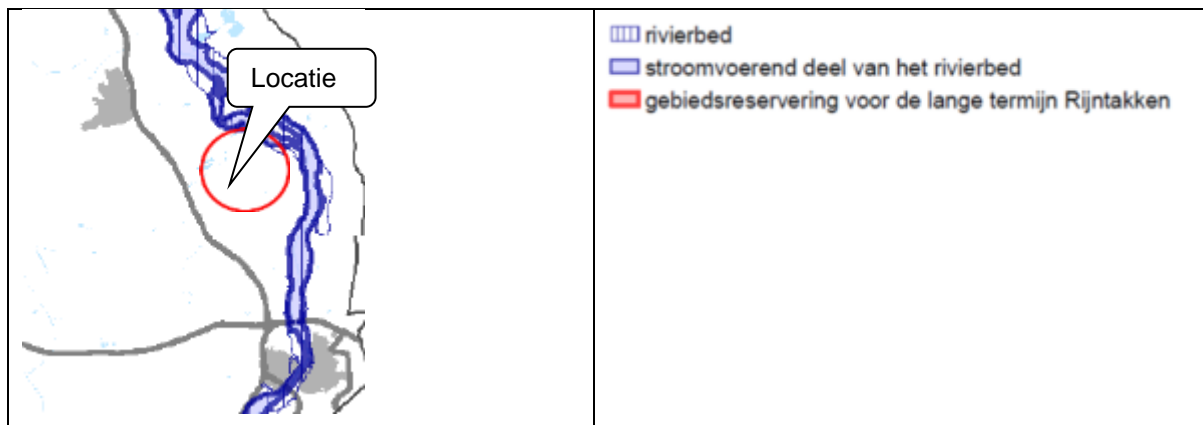 Locatie
rivierbed
stroomvoerend deel van het rivierbed
gebiedsreservering voor de lange termijn Rijntakken